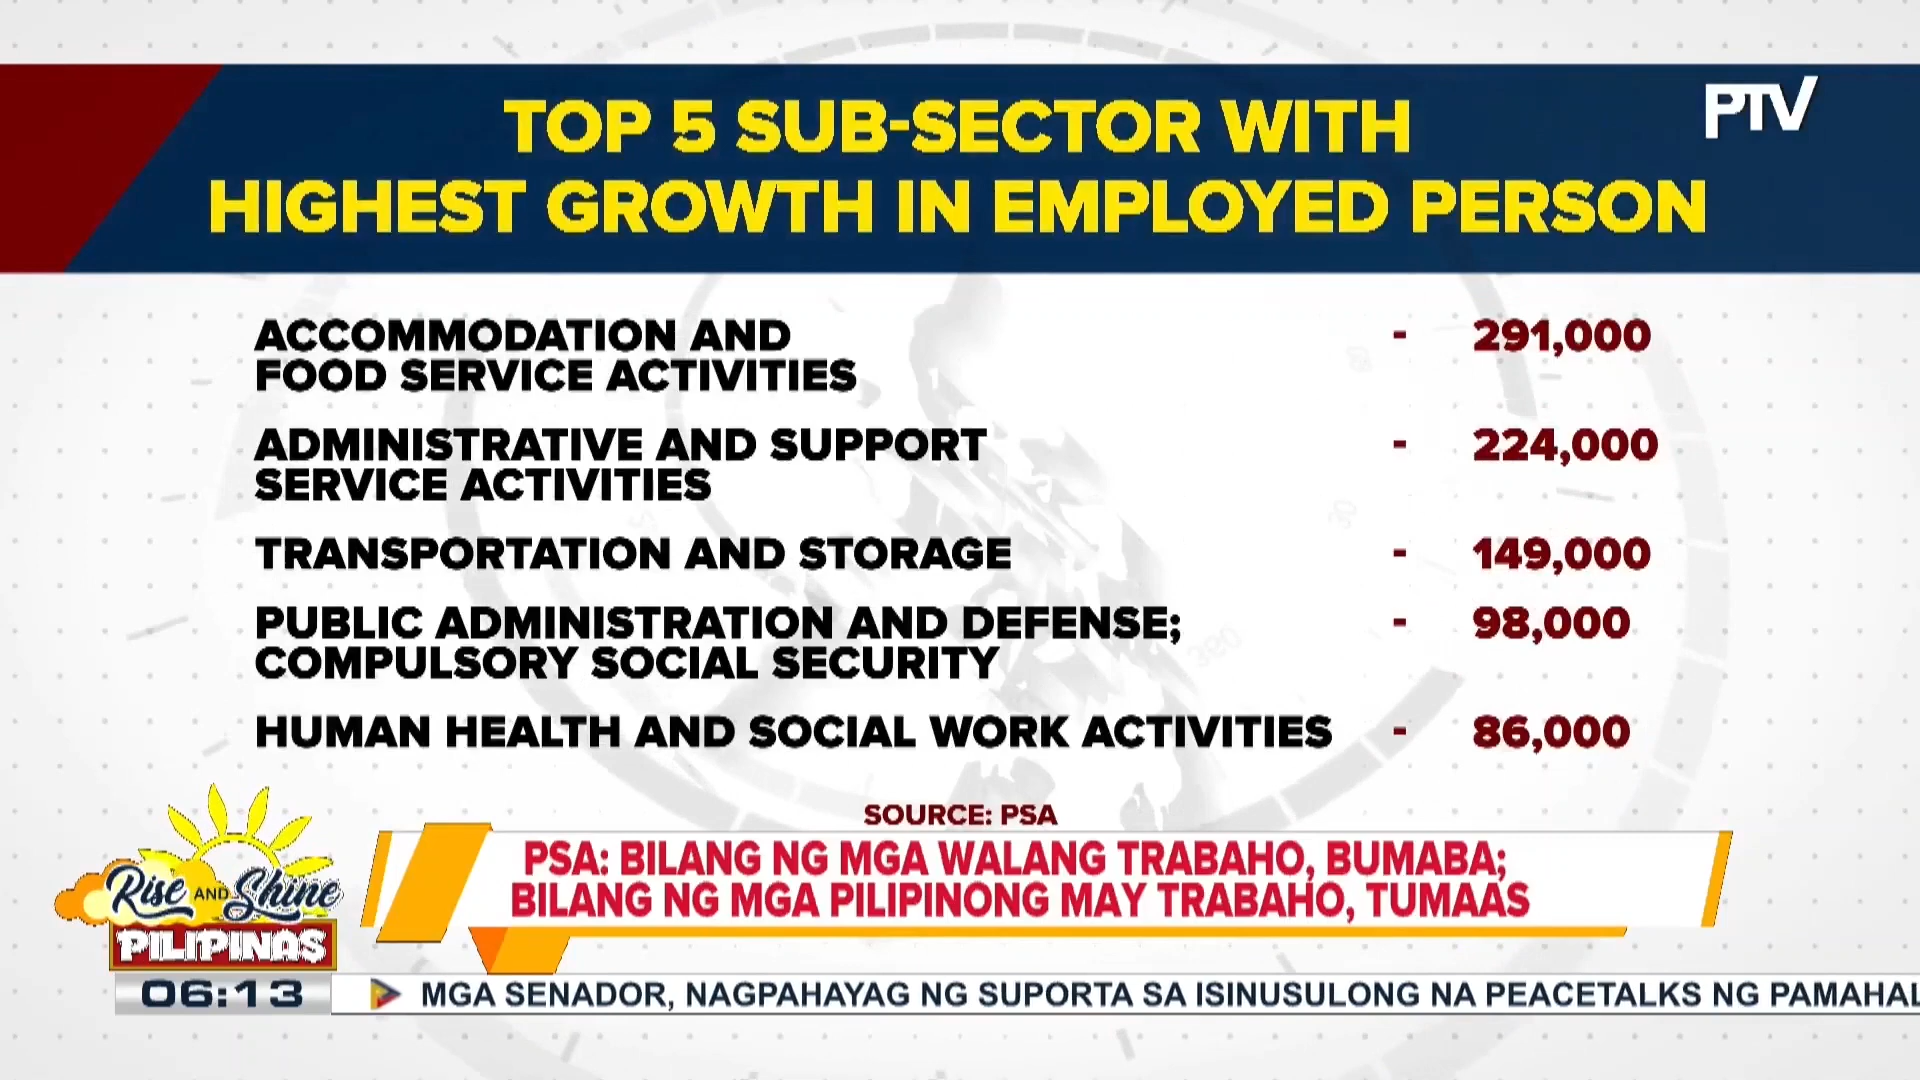 PTV
TOP 5 SUB-SECTOR WITH
HIGHEST GROWTH IN EMPLOYED PERSON
ACCOMMODATION AND
FOOD SERVICE ACTIVITIES - 291,000
ADMINISTRATIVE AND SUPPORT
SERVICE ACTIVITIES - 224,000
TRANSPORTATION AND STORAGE - 149,000
PUBLIC ADMINISTRATION AND DEFENSE;
COMPULSORY SOCIAL SECURITY - 98,000
HUMAN HEALTH AND SOCIAL WORK ACTIVITIES - 86,000
SOURCE: PSA
PSA: BILANG NG MGA WALANG TRABAHO, BUMABA;
BILANG NG MGA PILIPINONG MAY TRABAHO, TUMAAS
Rise AND Shine
PILIPINAS
06:13
MGA SENADOR, NAGPAHAYAG NG SUPORTA SA ISINUSULONG NA PEACETALKS NG PAMAHAL